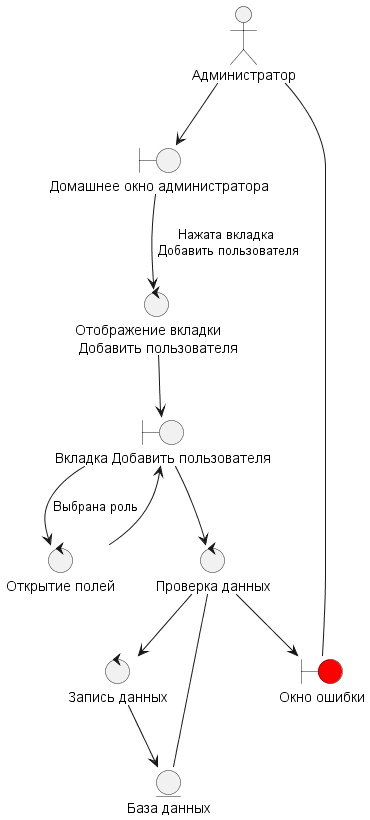 Администратор
Домашнее окно администратора
Нажата вкладка
Добавить пользователя
Отображение вкладки
Добавить пользователя
Вкладка Добавить пользователя
Выбрана роль
Открытие полей
Проверка данных
Запись данных
Окно ошибки
База данных